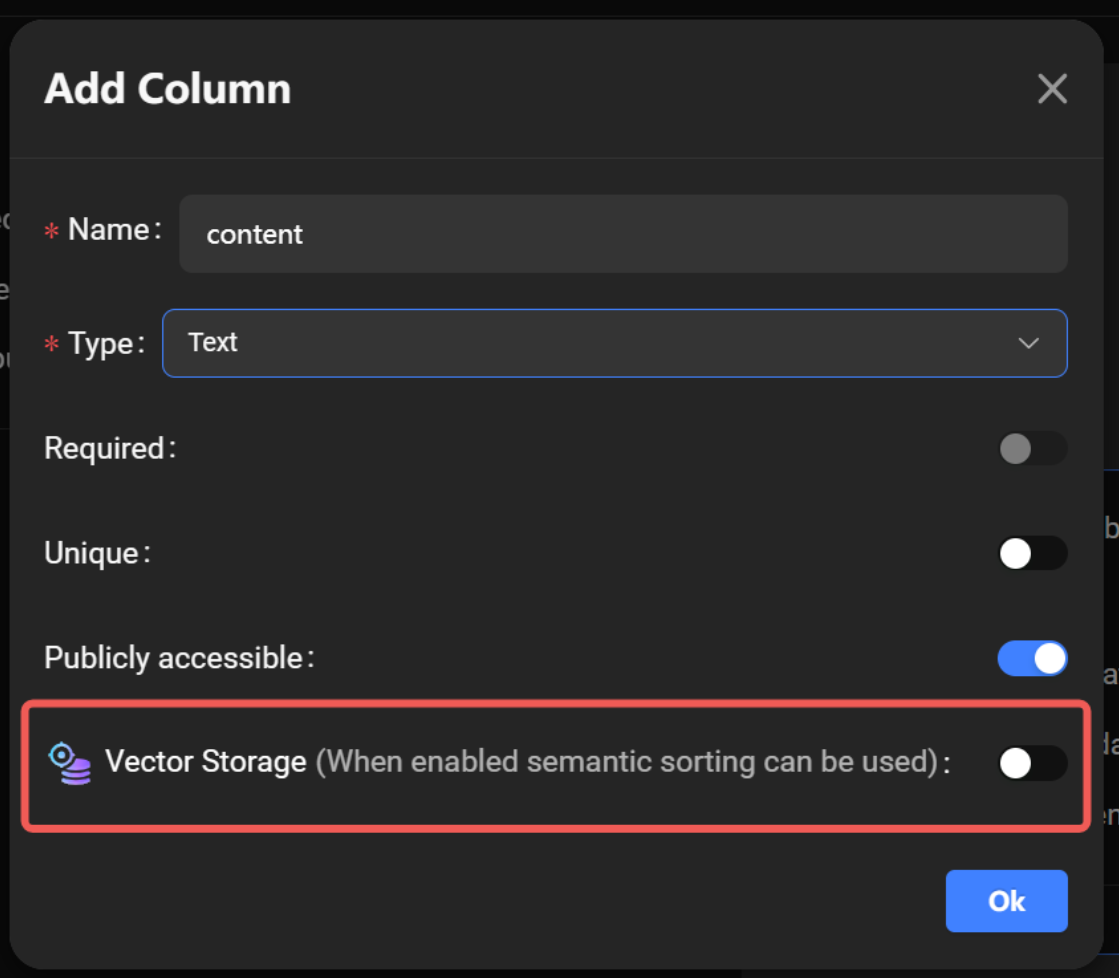 Add Column
* Name:
content
* Type:
Text
Required:
Unique:
Publicly accessible:
Vector Storage (When enabled semantic sorting can be used):
Ok